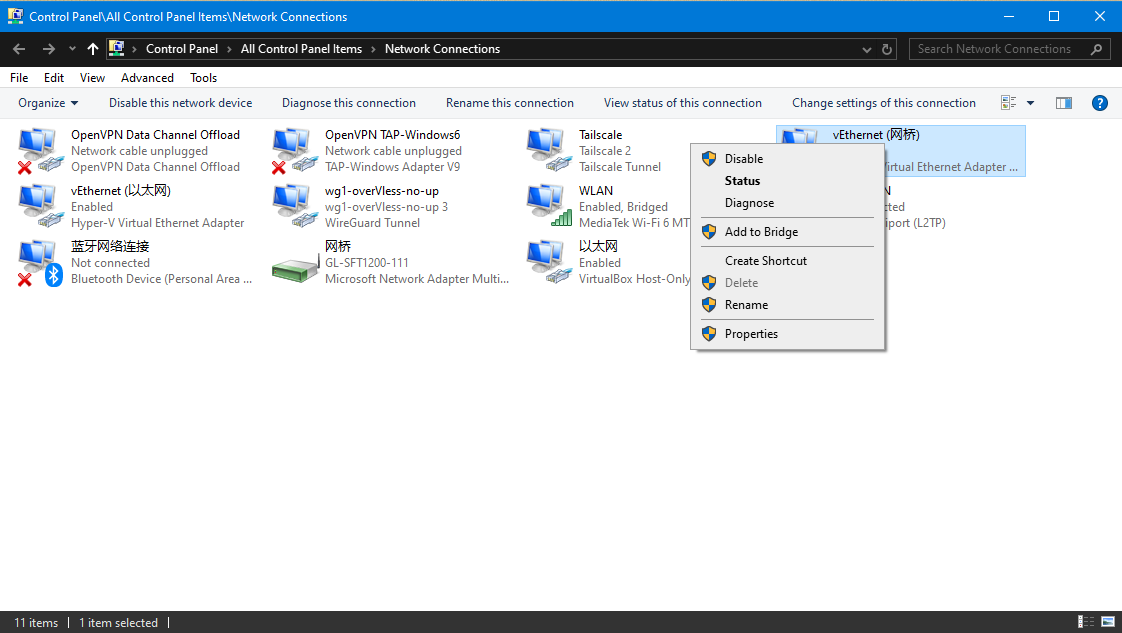 Control Panel\All Control Panel Items\Network Connections
Control Panel > All Control Panel Items > Network Connections
Search Network Connections
File Edit View Advanced Tools
Organize Disable this network device Diagnose this connection Rename this connection View status of this connection Change settings of this connection
OpenVPN Data Channel Offload
Network cable unplugged
OpenVPN Data Channel Offload
OpenVPN TAP-Windows6
Network cable unplugged
TAP-Windows Adapter V9
Tailscale
Tailscale 2
Tailscale Tunnel
vEthernet (网桥)
Ethernet Adapter ...
vEthernet (以太网)
Enabled
Hyper-V Virtual Ethernet Adapter
wg1-overVless-no-up
wg1-overVless-no-up 3
WireGuard Tunnel
WLAN
Enabled, Bridged
MediaTek Wi-Fi 6 MT
(L2TP)
蓝牙网络连接
Not connected
Bluetooth Device (Personal Area ...
网桥
GL-SFT1200-111
Microsoft Network Adapter Multi...
以太网
Enabled
VirtualBox Host-Only
Disable
Status
Diagnose
Add to Bridge
Create Shortcut
Delete
Rename
Properties
11 items | 1 item selected |